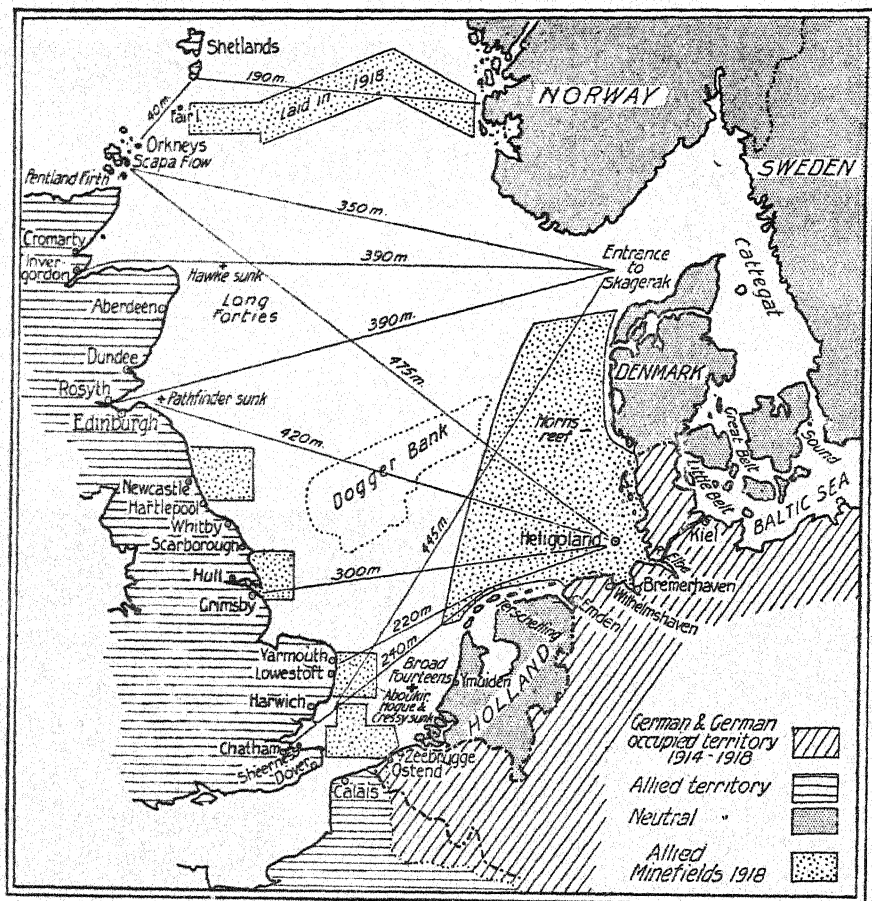 Shetlands
190m.
40m.
Fair I.
Laid in 1918
NORWAY
Orkneys
Scapa Flow
Pentland Firth
SWEDEN
350m.
Cromarty
Inver-
gordon
390m.
Hawke sunk
Long
Forties
Entrance
to
Skagerak
Cattegat
Aberdeen
390m.
Dundee
475m.
DENMARK
Rosyth
Pathfinder sunk
Edinburgh
420m.
Horns
reef
Dogger Bank
Great Belt
Little Belt
Sound
BALTIC SEA
Newcastle
Hartlepool
Whitby
Scarborough
445m
Heligoland
Kiel
Elbe
Hull
300m.
Grimsby
Bremerhaven
Wilhelmshaven
Emden
220m
240m.
Terschelling
Yarmouth
Lowestoft
Broad
Fourteens
Ymuiden
HOLLAND
Harwich
Aboukir
Hogue &
Cressy sunk
Chatham
Sheerness
Dover
Zeebrugge
Ostend
Calais
German & German
occupied territory
1914-1918
Allied territory
Neutral "
Allied
Minefields 1918